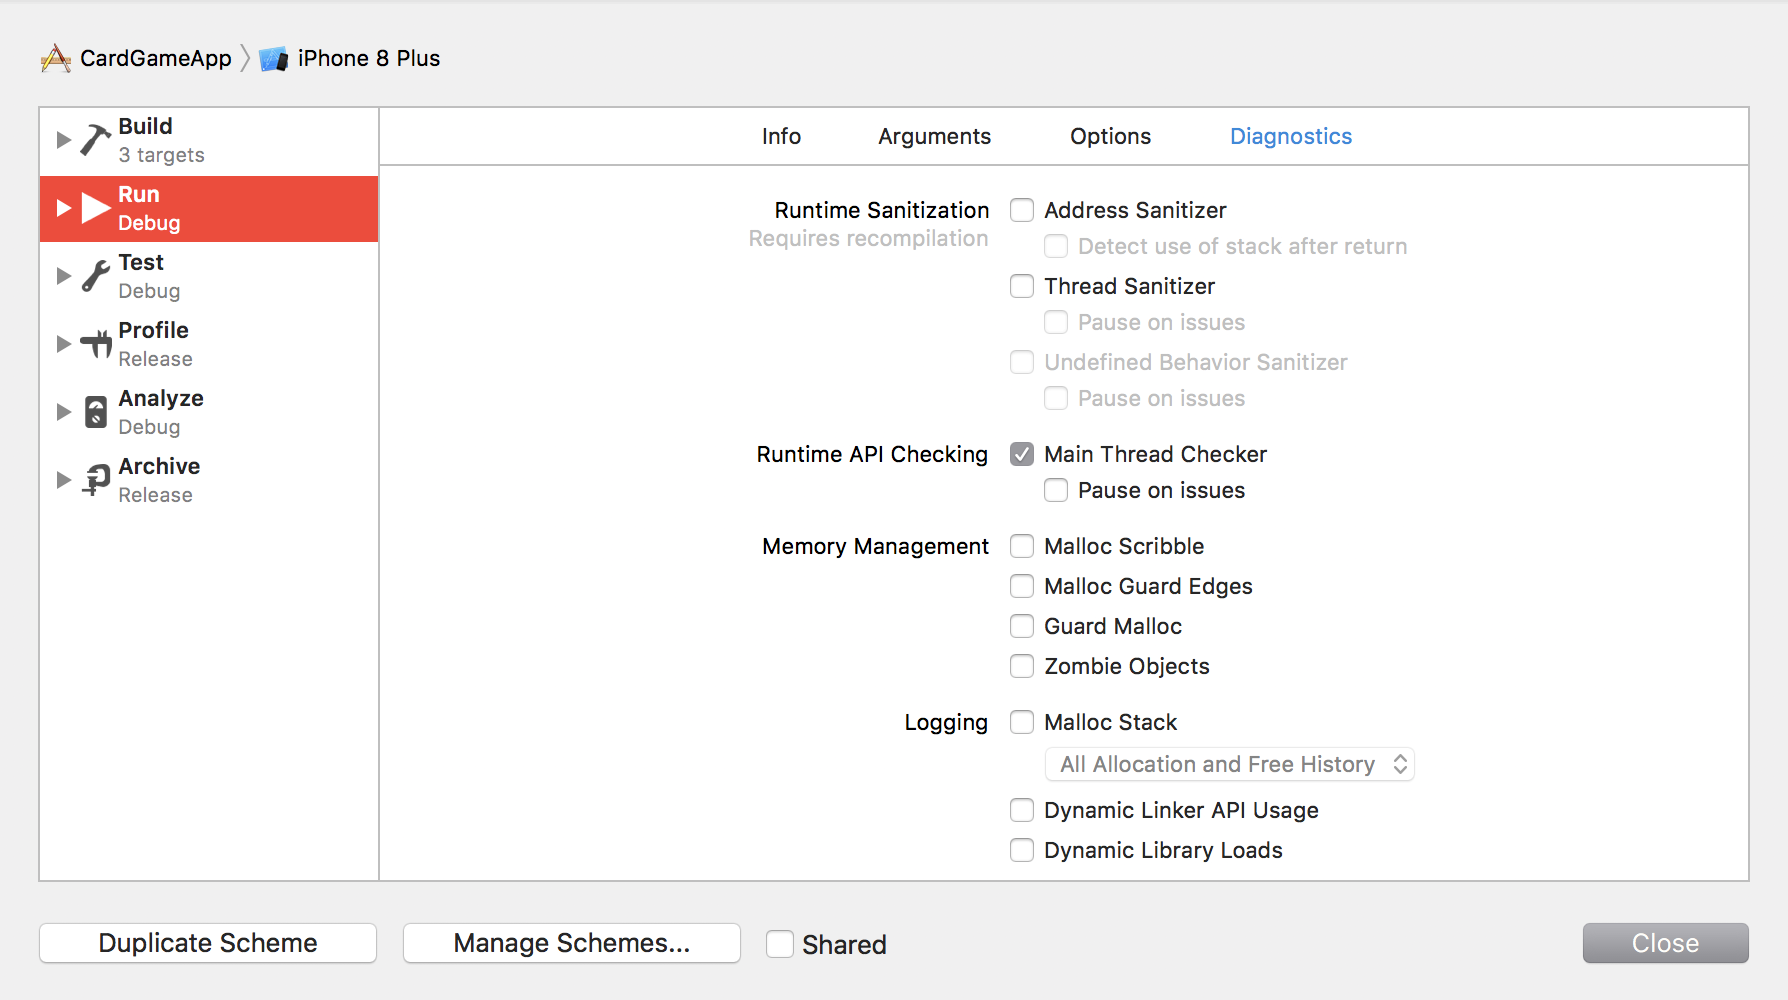 CardGameApp iPhone 8 Plus
Build
3 targets
Run
Debug
Test
Debug
Profile
Release
Analyze
Debug
Archive
Release
Info Arguments Options Diagnostics
Runtime Sanitization Address Sanitizer
Requires recompilation
Detect use of stack after return
Thread Sanitizer
Pause on issues
Undefined Behavior Sanitizer
Pause on issues
Runtime API Checking Main Thread Checker
Pause on issues
Memory Management Malloc Scribble
Malloc Guard Edges
Guard Malloc
Zombie Objects
Logging Malloc Stack
All Allocation and Free History
Dynamic Linker API Usage
Dynamic Library Loads
Duplicate Scheme Manage Schemes... Shared Close